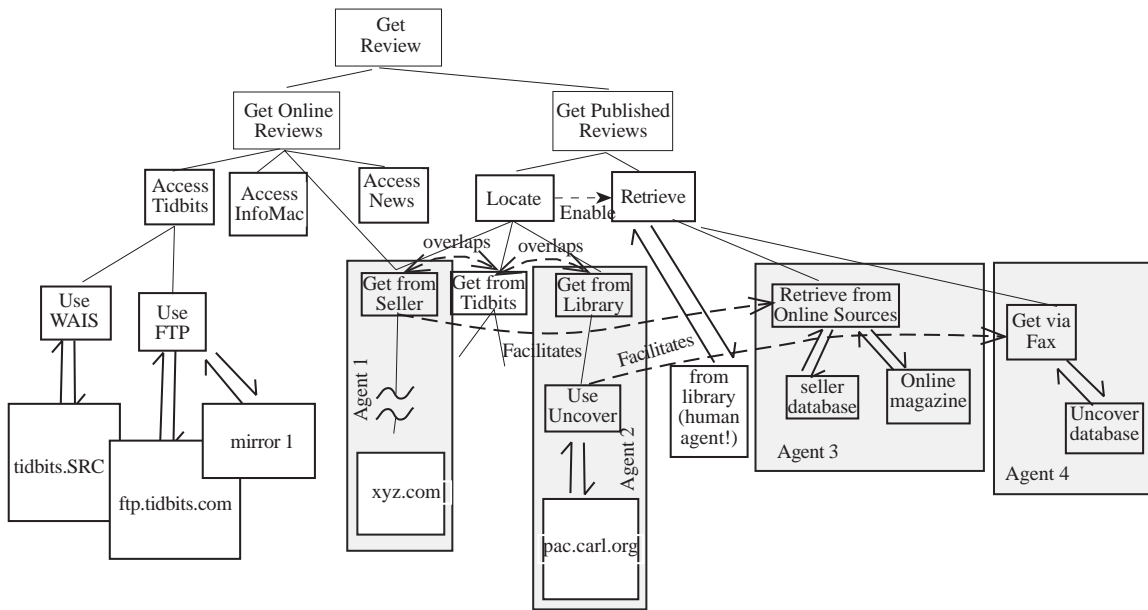 Get
Review
Get Online
Reviews
Get Published
Reviews
Access
Tidbits
Access
InfoMac
Access
News
Locate
Enable
Retrieve
overlaps
overlaps
Get from
Seller
Get from
Tidbits
Get from
Library
Retrieve from
Online Sources
Get via
Fax
Use
WAIS
Use
FTP
Facilitates
Facilitates
Agent 1
Use
Uncover
Agent 2
from
library
(human
agent!)
seller
database
Online
magazine
Uncover
database
Agent 3
Agent 4
tidbits.SRC
ftp.tidbits.com
mirror 1
xyz.com
pac.carl.org